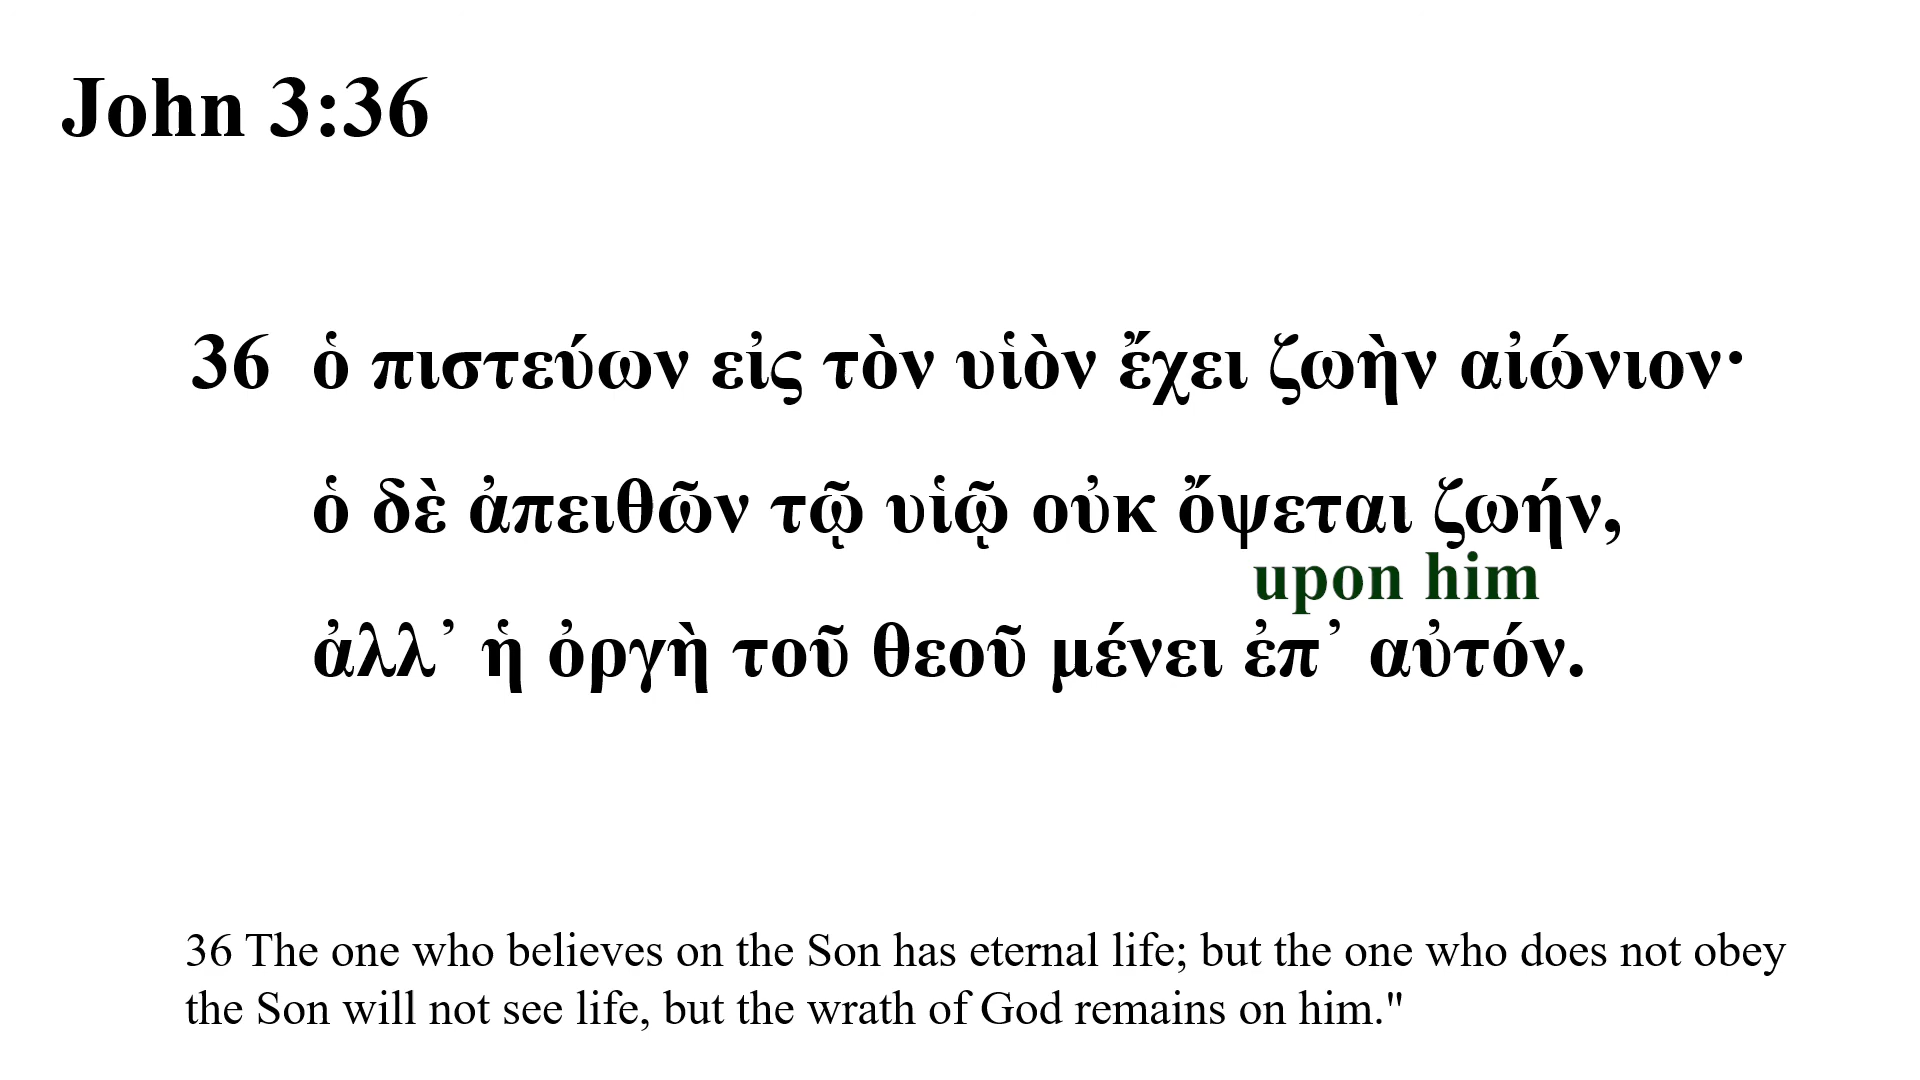 John 3:36
36 ὁ πιστεύων εἰς τὸν υἱὸν ἔχει ζωὴν αἰώνιον·
ὁ δὲ ἀπειθῶν τῷ υἱῷ οὐκ ὄψεται ζωήν,
upon him
ἀλλ᾽ ἡ ὀργὴ τοῦ θεοῦ μένει ἐπ᾽ αὐτόν.
36 The one who believes on the Son has eternal life; but the one who does not obey
the Son will not see life, but the wrath of God remains on him."